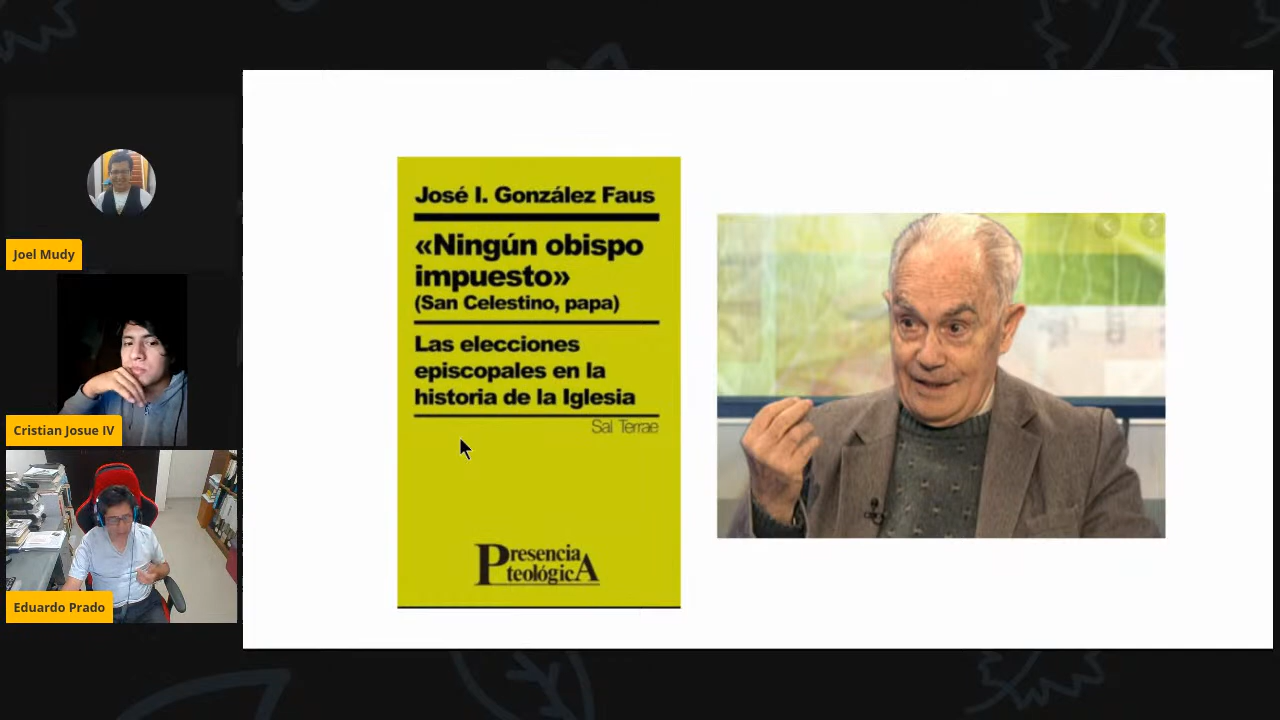 Joel Mudy
Cristian Josue IV
Eduardo Prado
José I. González Faus
«Ningún obispo
impuesto»
(San Celestino, papa)
Las elecciones
episcopales en la
historia de la Iglesia
Sal Terrae
Presencia
teológicA